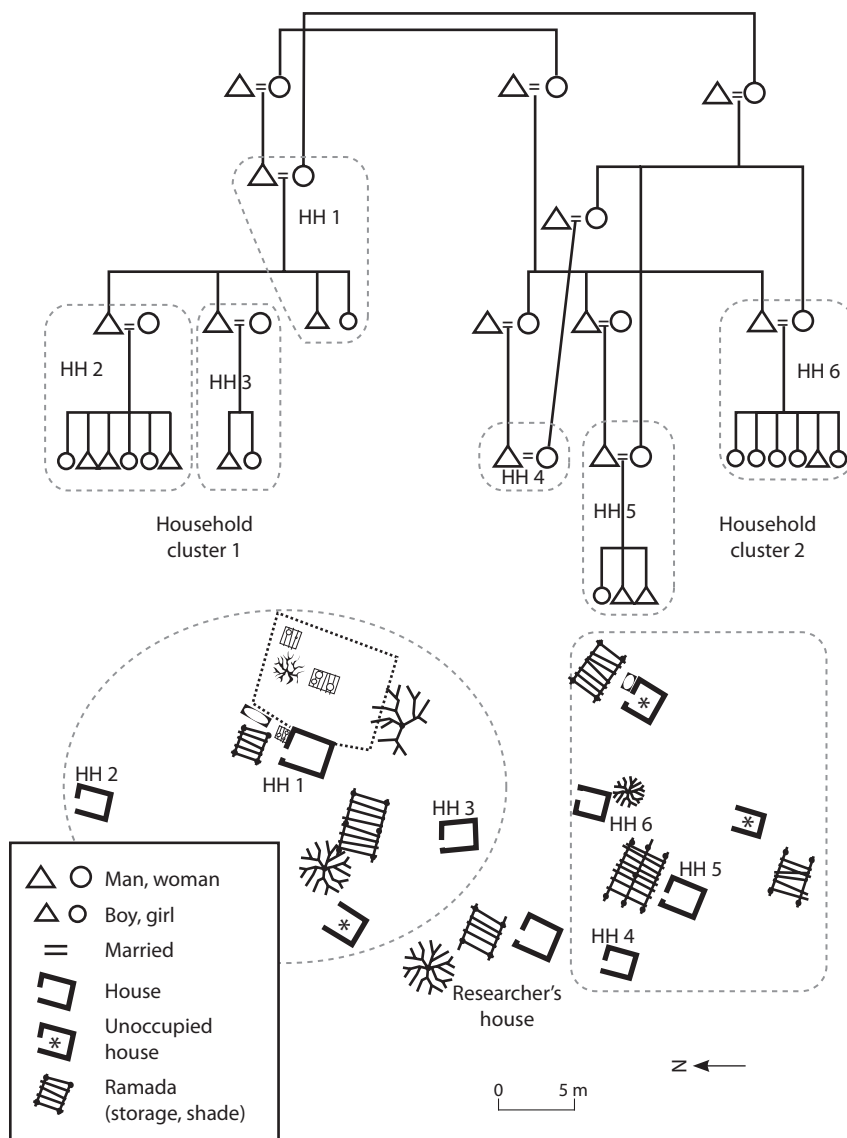 HH 1
HH 2
HH 3
HH 6
HH 4
HH 5
Household
cluster 1
Household
cluster 2
HH 2
HH 1
HH 3
HH 6
HH 5
HH 4
Researcher's
house
Man, woman
Boy, girl
Married
House
Unoccupied
house
Ramada
(storage, shade)
N
0 5 m